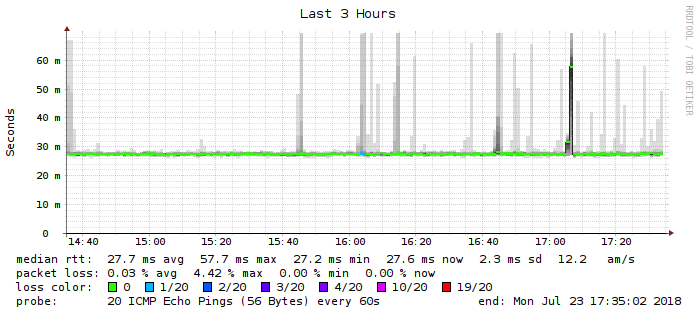 Last 3 Hours
RRDTOOL / TOBI OETIKER
Seconds
60 m
50 m
40 m
30 m
20 m
10 m
0
14:40 15:00 15:20 15:40 16:00 16:20 16:40 17:00 17:20
median rtt: 27.7 ms avg 57.7 ms max 27.2 ms min 27.6 ms now 2.3 ms sd 12.2 am/s
packet loss: 0.03 % avg 4.42 % max 0.00 % min 0.00 % now
loss color: 0 1/20 2/20 3/20 4/20 10/20 19/20
probe: 20 ICMP Echo Pings (56 Bytes) every 60s end: Mon Jul 23 17:35:02 2018